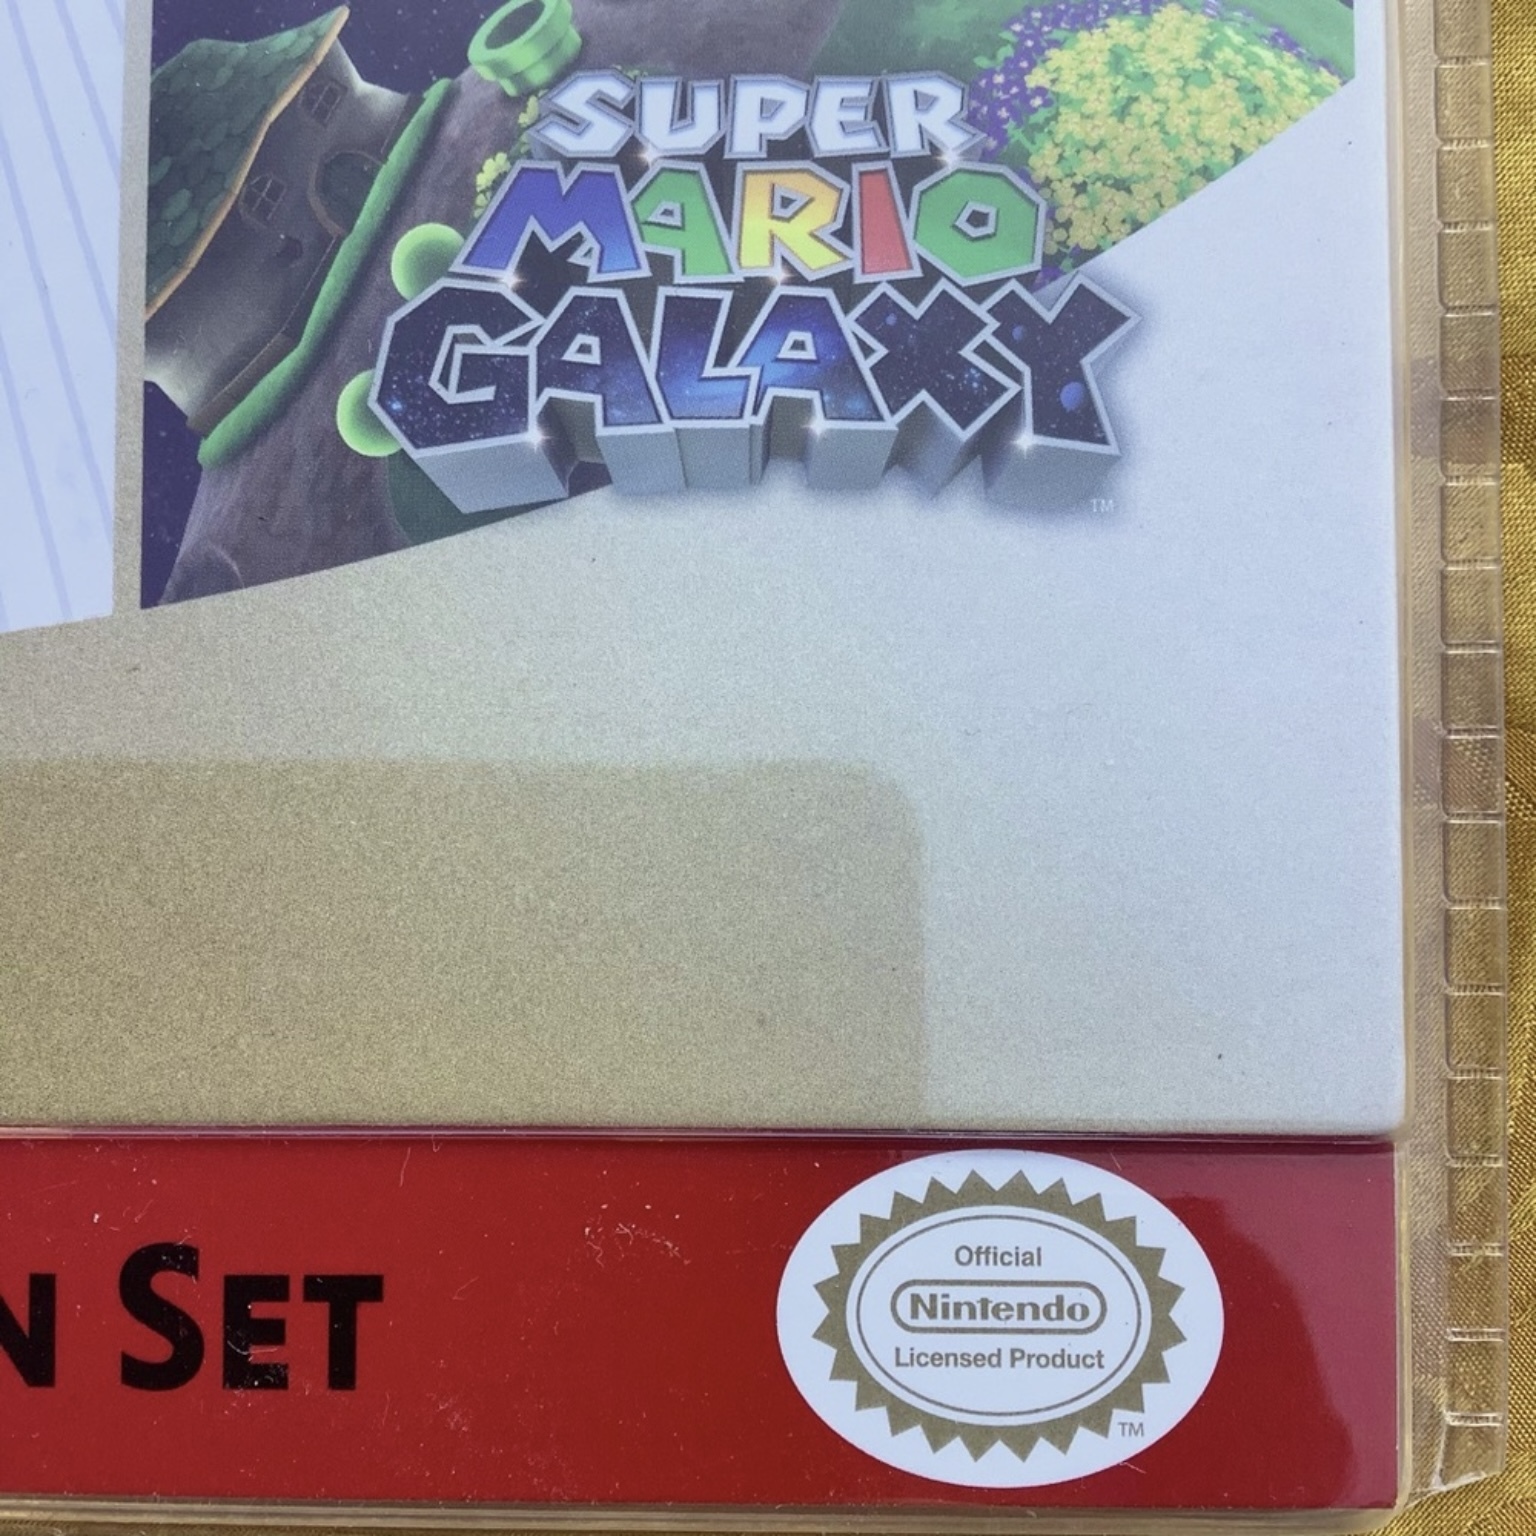 SUPER
MARIO
GALAXY
TM
N SET
Official
Nintendo
Licensed Product
TM